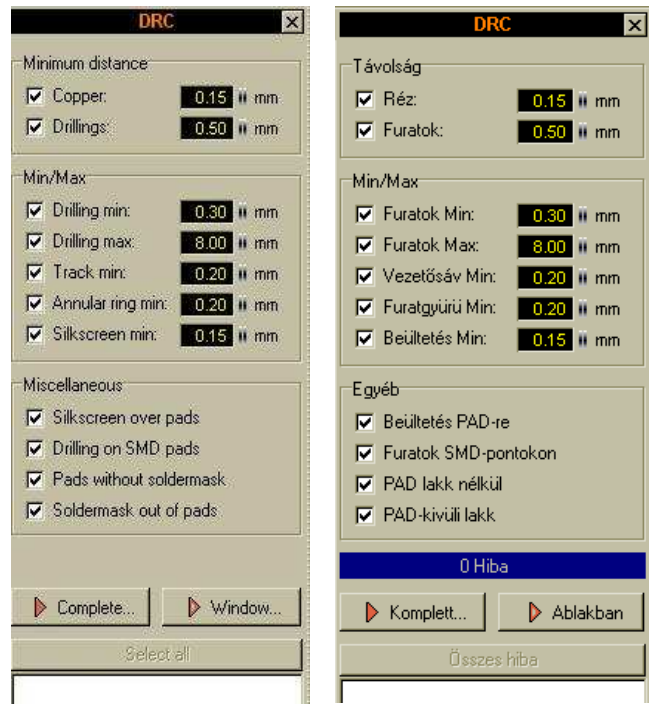 DRC
Minimum distance
Copper: 0.15 mm
Drillings: 0.50 mm
Min/Max
Drilling min: 0.30 mm
Drilling max: 8.00 mm
Track min: 0.20 mm
Annular ring min: 0.20 mm
Silkscreen min: 0.15 mm
Miscellaneous
Silkscreen over pads
Drilling on SMD pads
Pads without soldermask
Soldermask out of pads
Complete... Window...
Select all
DRC
Távolság
Réz: 0.15 mm
Furatok: 0.50 mm
Min/Max
Furatok Min: 0.30 mm
Furatok Max: 8.00 mm
Vezetősáv Min: 0.20 mm
Furatgyürü Min: 0.20 mm
Beültetés Min: 0.15 mm
Egyéb
Beültetés PAD-re
Furatok SMD-pontokon
PAD lakk nélkül
PAD-kivüli lakk
0 Hiba
Komplett... Ablakban
Összes hiba